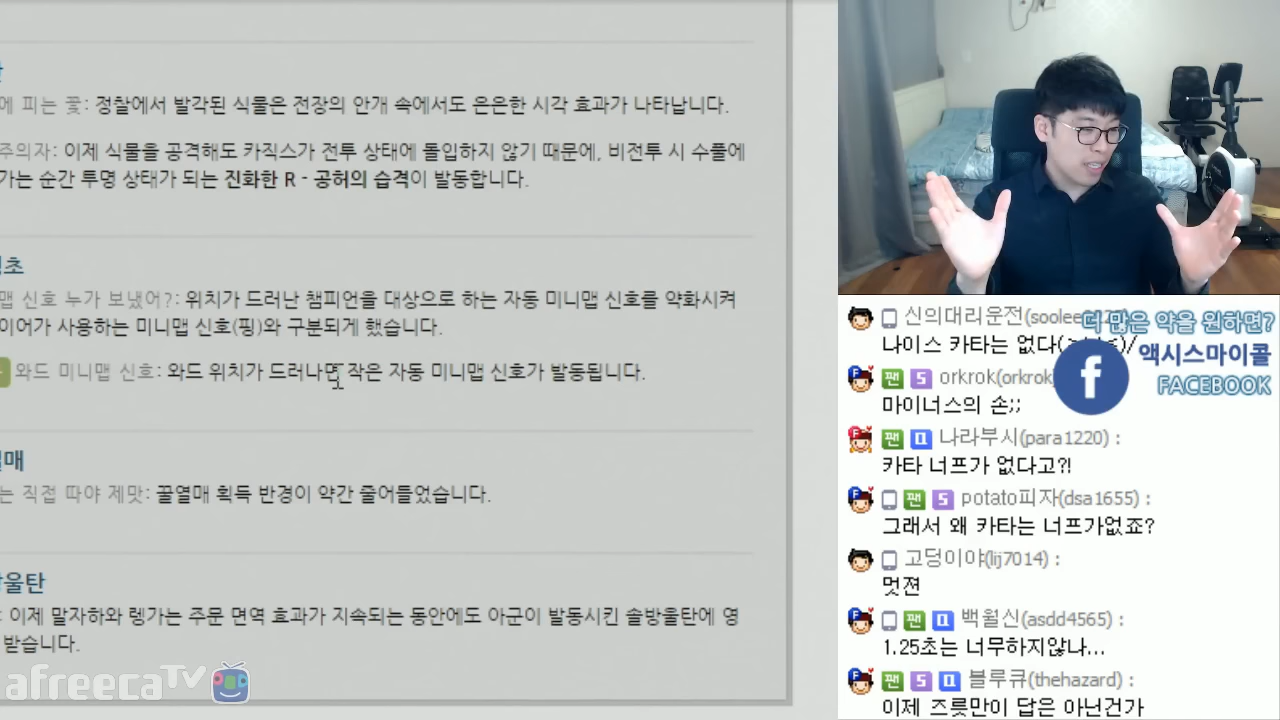 에 피는 꽃: 정찰에서 발각된 식물은 전장의 안개 속에서도 은은한 시각 효과가 나타납니다.
주의자: 이제 식물을 공격해도 카직스가 전투 상태에 돌입하지 않기 때문에, 비전투 시 수풀에
가는 순간 투명 상태가 되는 진화한 R - 공허의 습격이 발동합니다.
초
맵 신호 누가 보냈어?: 위치가 드러난 챔피언을 대상으로 하는 자동 미니맵 신호를 약화시켜
이어가 사용하는 미니맵 신호(핑)와 구분되게 했습니다.
와드 미니맵 신호: 와드 위치가 드러나면 작은 자동 미니맵 신호가 발동됩니다.
매
는 직접 따야 제맛: 꿀열매 획득 반경이 약간 줄어들었습니다.
울탄
이제 말자하와 렝가는 주문 면역 효과가 지속되는 동안에도 아군이 발동시킨 솔방울탄에 영
받습니다.
afreecaTV
신의대리운전(soolee
나이스 카타는 없다
더 많은 약을 원하면?
액시스마이콜
FACEBOOK
f
팬 S orkrok(orkrok
마이너스의 손;;
팬 나라부시(para1220) :
카타 너프가 없다고?!
팬 S potato피자(dsa1655) :
그래서 왜 카타는 너프가없죠?
고덩이야(lij7014) :
멋젼
팬 백월신(asdd4565) :
1.25초는 너무하지않나...
팬 S 블루큐(thehazard) :
이제 즈릇만이 답은 아닌건가